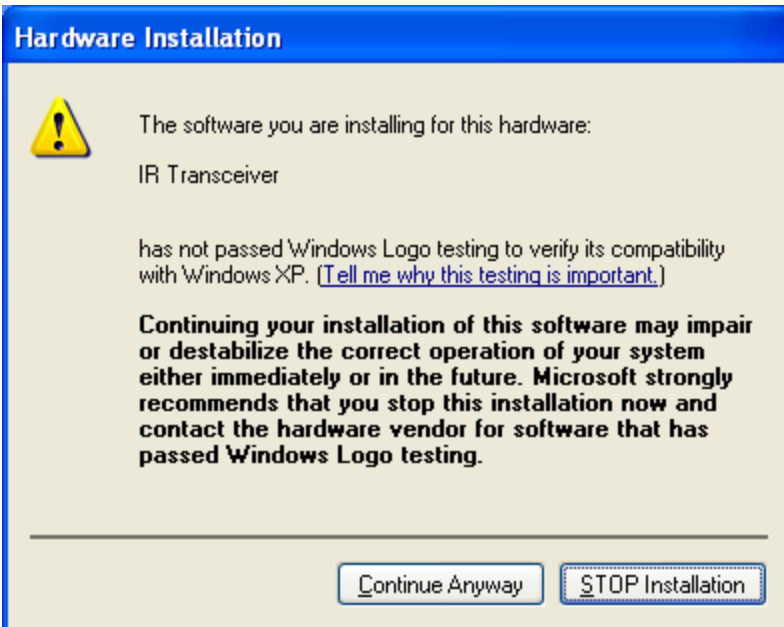 Hardware Installation
The software you are installing for this hardware:
IR Transceiver
has not passed Windows Logo testing to verify its compatibility
with Windows XP. (Tell me why this testing is important.)
Continuing your installation of this software may impair
or destabilize the correct operation of your system
either immediately or in the future. Microsoft strongly
recommends that you stop this installation now and
contact the hardware vendor for software that has
passed Windows Logo testing.
Continue Anyway
STOP Installation